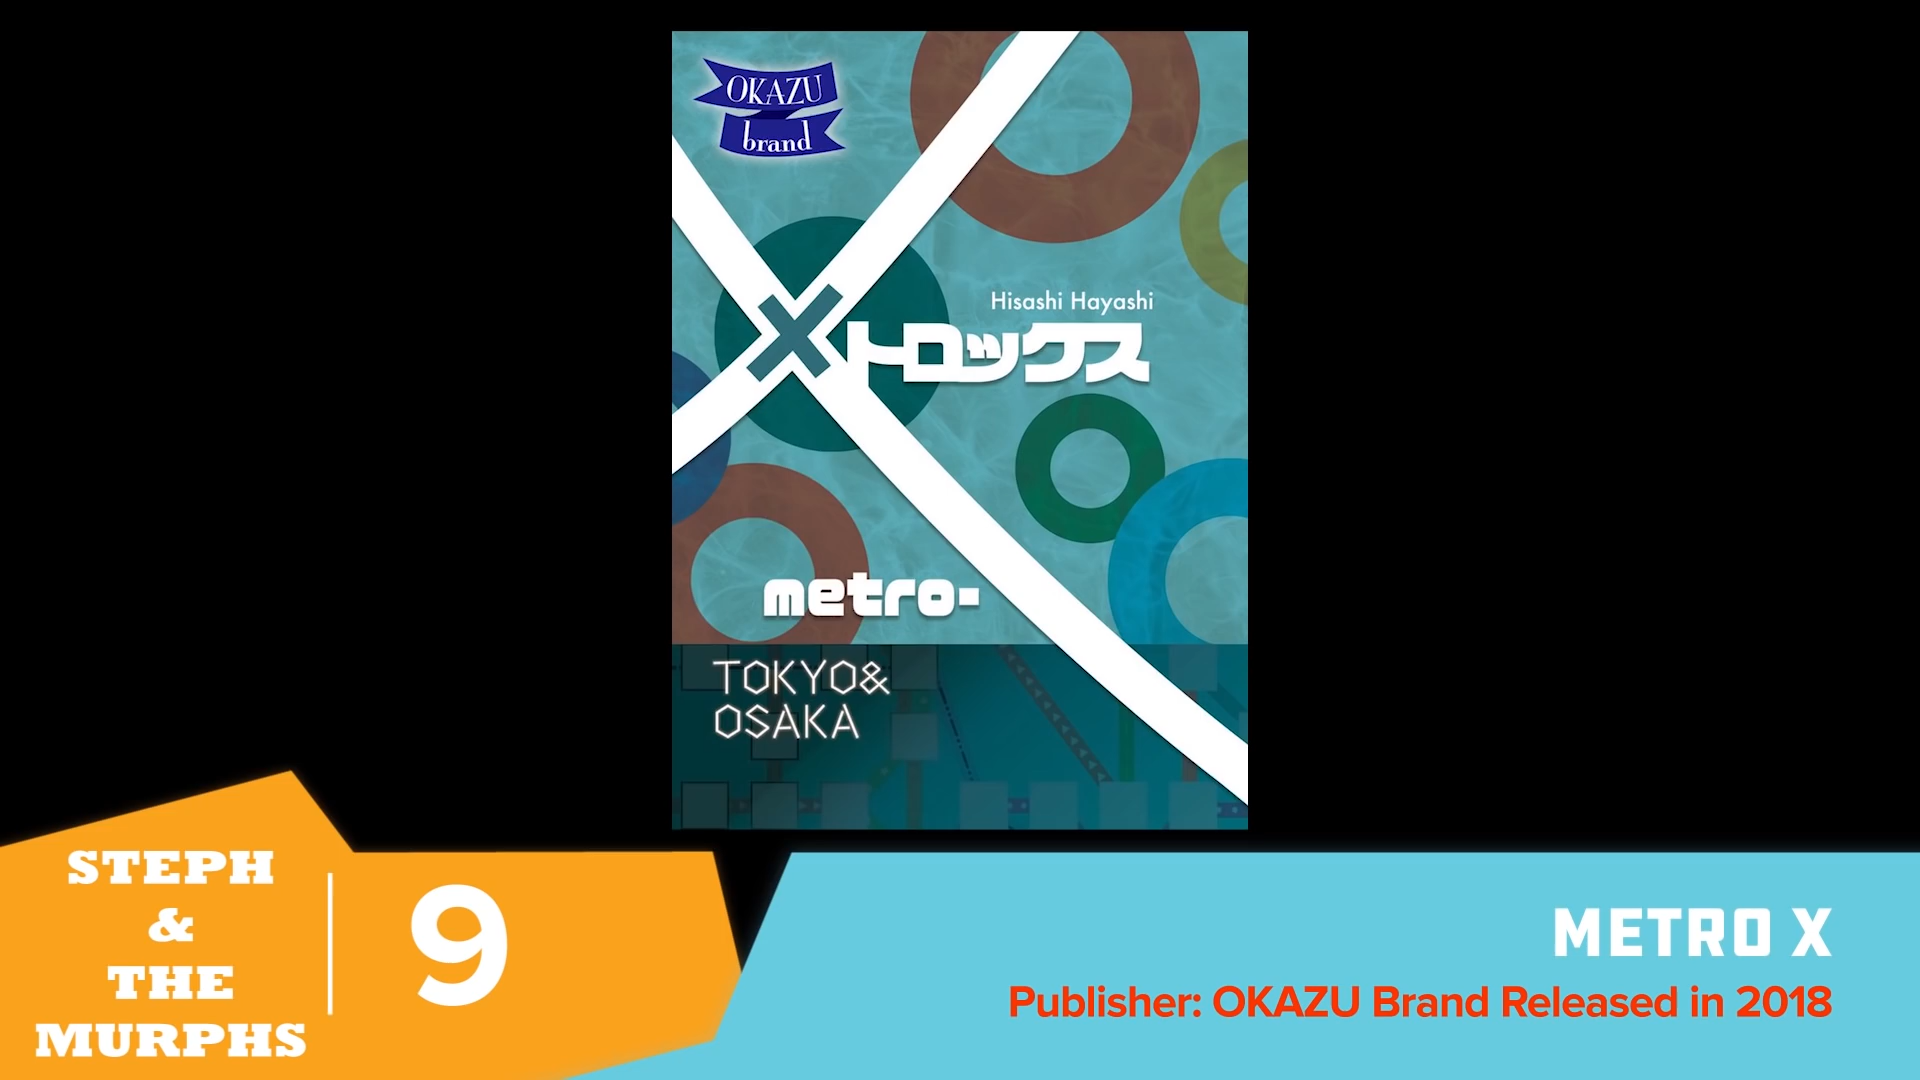 OKAZU
brand
Hisashi Hayashi
メトロックス
metro-
TOKYO&
OSAKA
STEPH
&
THE
MURPHS
9
METRO X
Publisher: OKAZU Brand Released in 2018